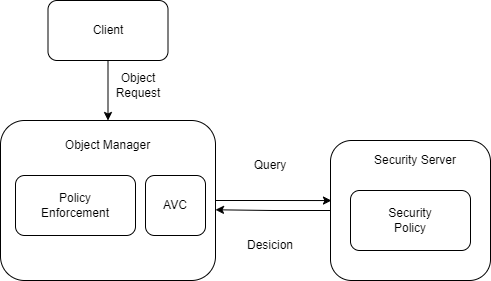 Client
Object
Request
Object Manager
Policy
Enforcement
AVC
Query
Desicion
Security Server
Security
Policy